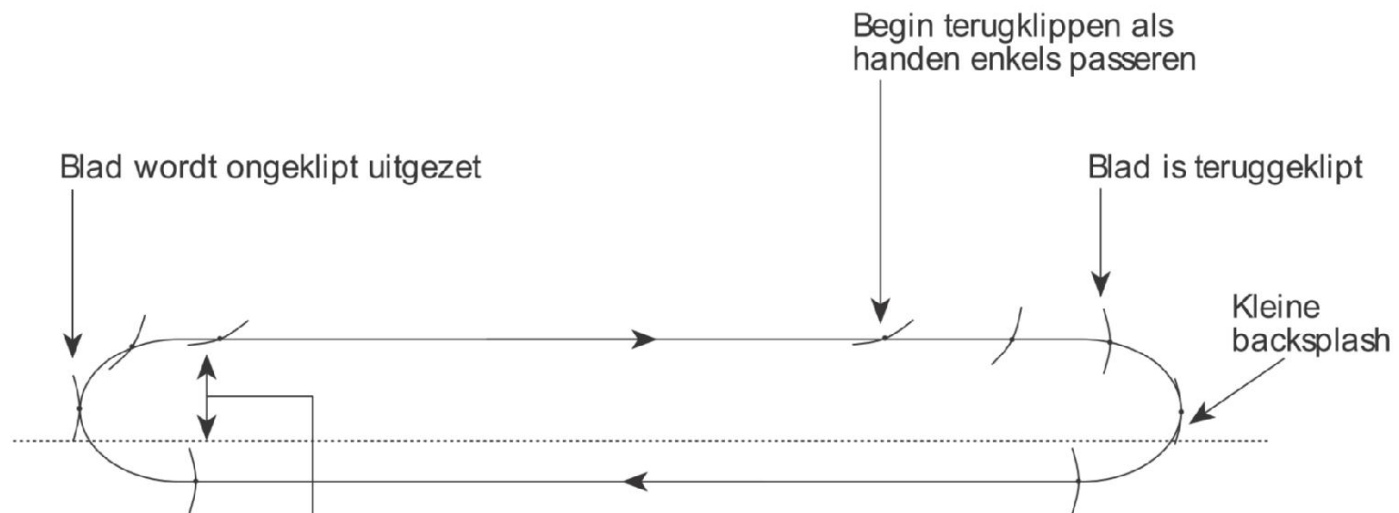 Begin terugklippen als
handen enkels passeren
Blad wordt ongeklipt uitgezet
Blad is teruggeklipt
Kleine
backsplash